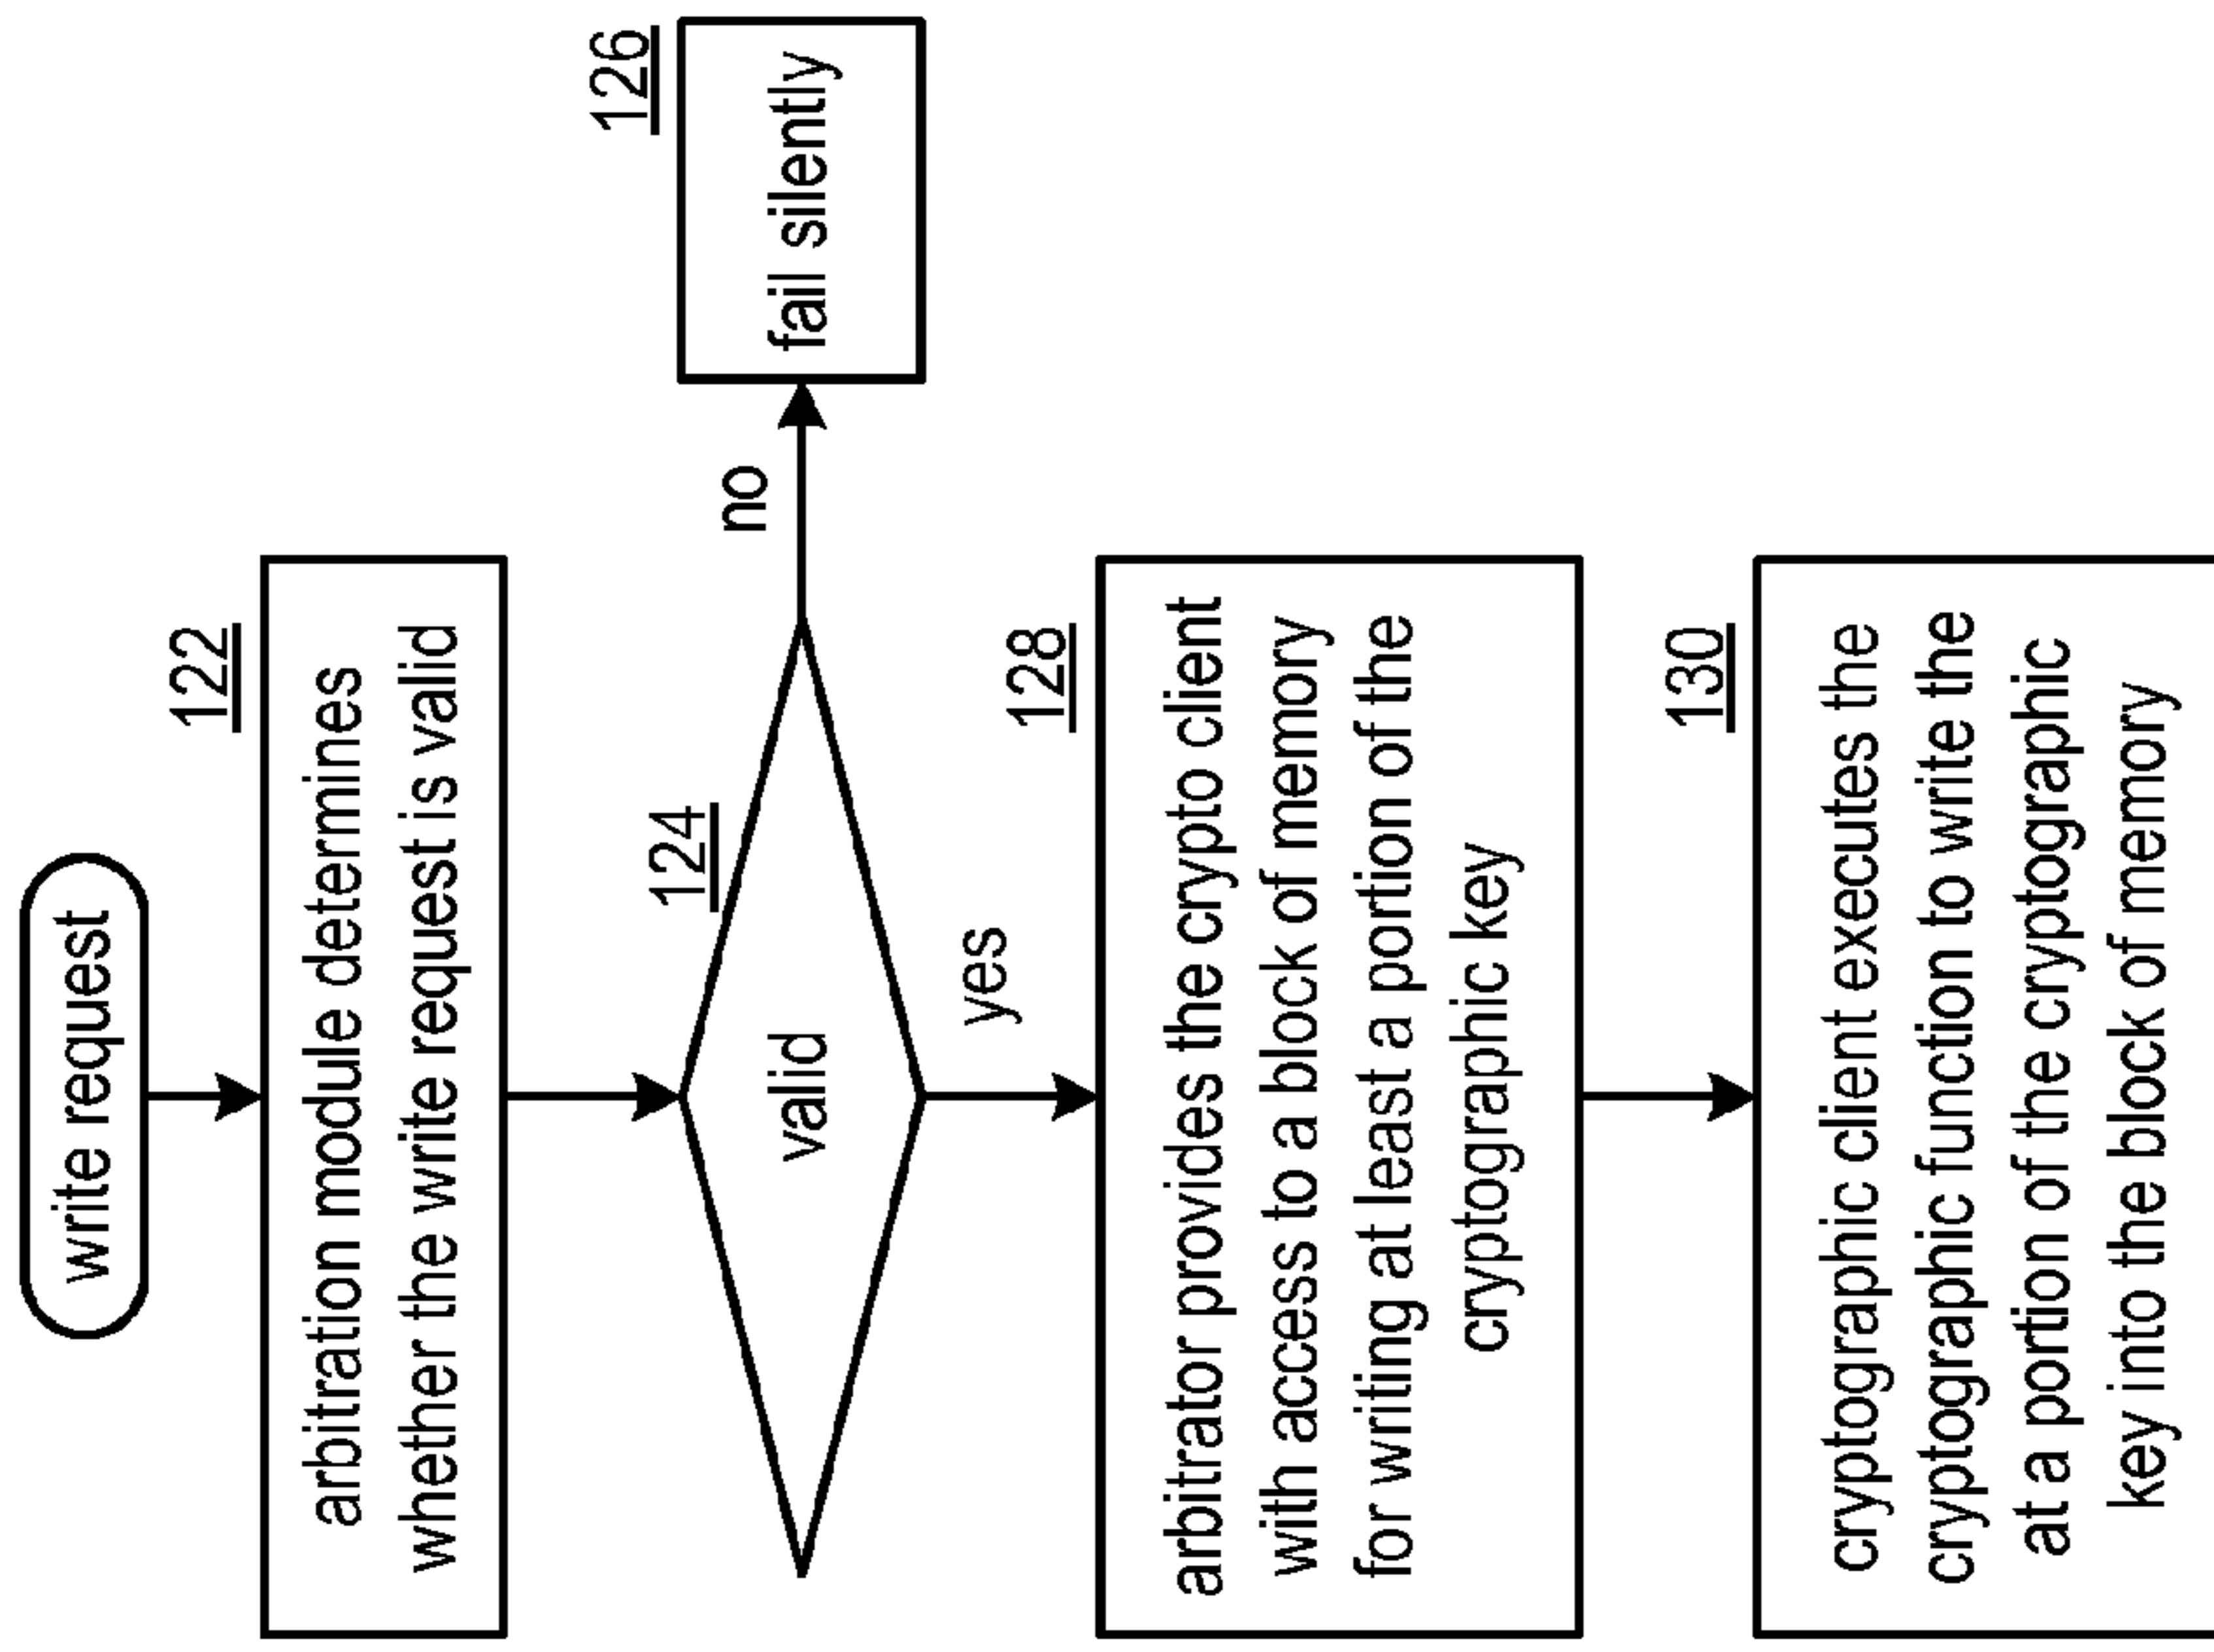 write request
122
arbitration module determines
whether the write request is valid
124
valid
no
126
fail silently
yes
128
arbitrator provides the crypto client
with access to a block of memory
for writing at least a portion of the
cryptographic key
130
cryptographic client executes the
cryptographic function to write the
at a portion of the cryptographic
key into the block of memory